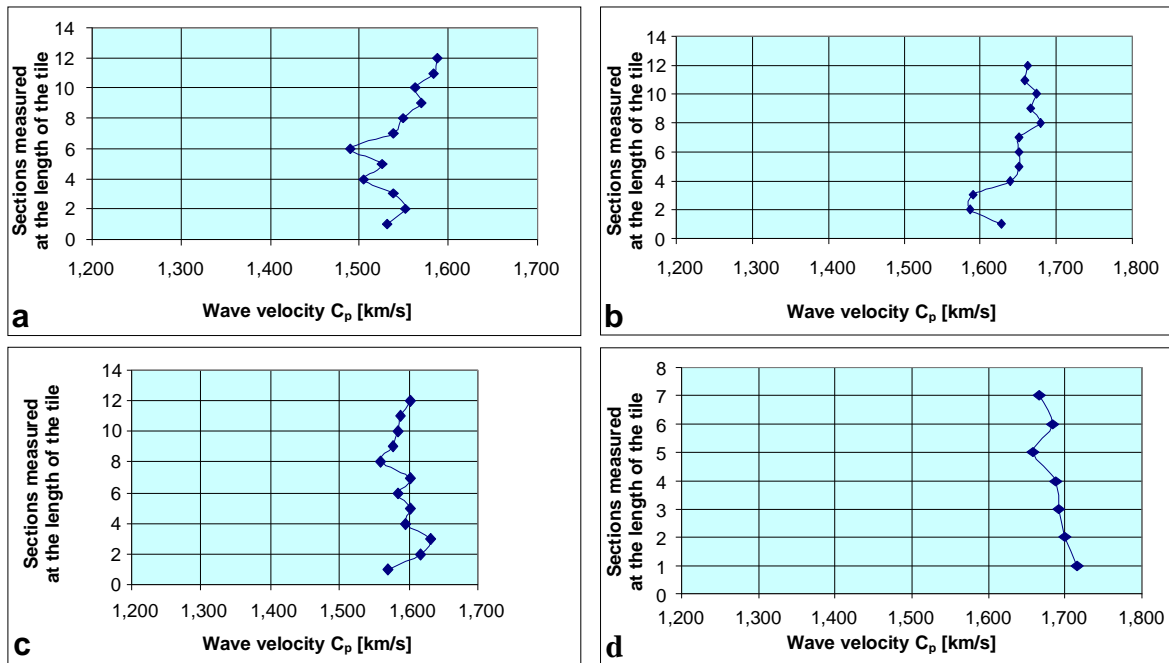 Sections measured
at the length of the tile
14
12
10
8
6
4
2
0
1,200 1,300 1,400 1,500 1,600 1,700
Wave velocity Cp [km/s]
a
Sections measured
at the length of the tile
14
12
10
8
6
4
2
0
1,200 1,300 1,400 1,500 1,600 1,700 1,800
Wave velocity Cp [km/s]
b
Sections measured
at the length of the tile
14
12
10
8
6
4
2
0
1,200 1,300 1,400 1,500 1,600 1,700
Wave velocity Cp [km/s]
c
Sections measured
at the length of the tile
8
7
6
5
4
3
2
1
0
1,200 1,300 1,400 1,500 1,600 1,700 1,800
Wave velocity Cp [km/s]
d